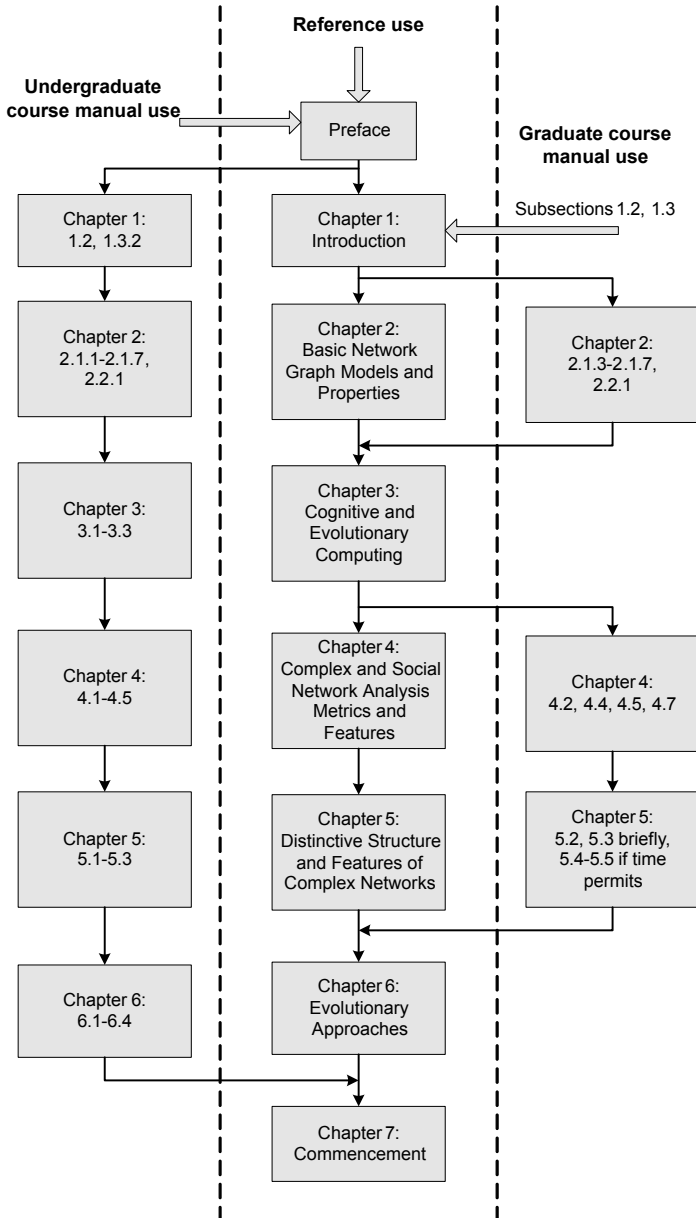 Reference use
Undergraduate
course manual use
Preface
Graduate course
manual use
Chapter 1:
1.2, 1.3.2
Chapter 1:
Introduction
Subsections 1.2, 1.3
Chapter 2:
2.1.1-2.1.7,
2.2.1
Chapter 2:
Basic Network
Graph Models and
Properties
Chapter 2:
2.1.3-2.1.7,
2.2.1
Chapter 3:
3.1-3.3
Chapter 3:
Cognitive and
Evolutionary
Computing
Chapter 4:
4.1-4.5
Chapter 4:
Complex and Social
Network Analysis
Metrics and
Features
Chapter 4:
4.2, 4.4, 4.5, 4.7
Chapter 5:
5.1-5.3
Chapter 5:
Distinctive Structure
and Features of
Complex Networks
Chapter 5:
5.2, 5.3 briefly,
5.4-5.5 if time
permits
Chapter 6:
6.1-6.4
Chapter 6:
Evolutionary
Approaches
Chapter 7:
Commencement